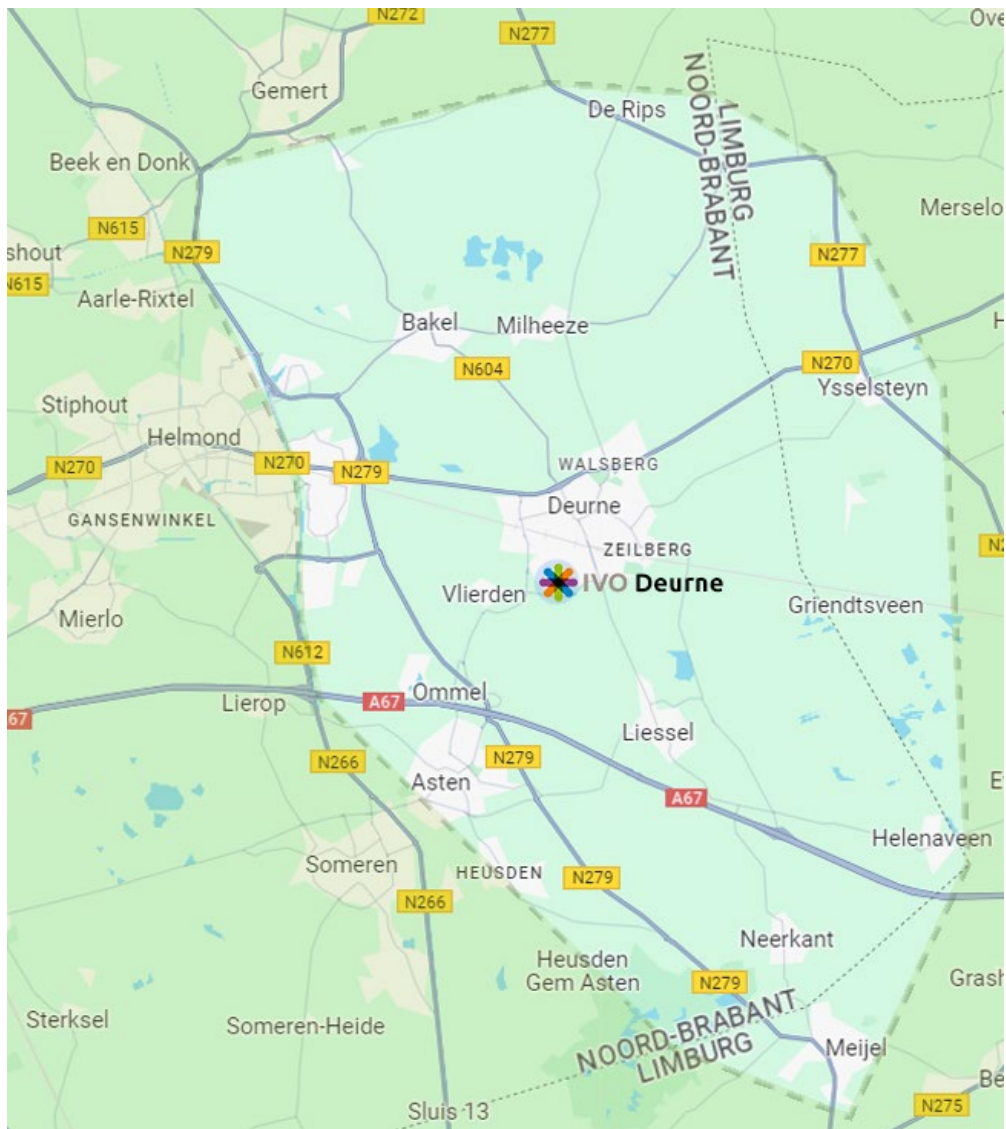 N272
Ove
N277
Gemert
De Rips
LIMBURG
NOORD-BRABANT
Beek en Donk
N615
shout
N279
Merselo
N277
N615
Aarle-Rixtel
Bakel
Milheeze
H
N604
N270
Ysselsteyn
Stiphout
Helmond
N270
N270
N279
WALSBERG
Deurne
GANSENWINKEL
ZEILBERG
N2
IVO Deurne
Vlierden
Griendtsveen
Mierlo
N612
Lierop
A67
Ommel
67
Liessel
N266
N279
Asten
A67
E
Helenaveen
Someren
HEUSDEN
N279
N266
Neerkant
Heusden
Gem Asten
N279
Grash
Sterksel
Someren-Heide
NOORD-BRABANT
LIMBURG
Meijel
Be
N275
Sluis 13